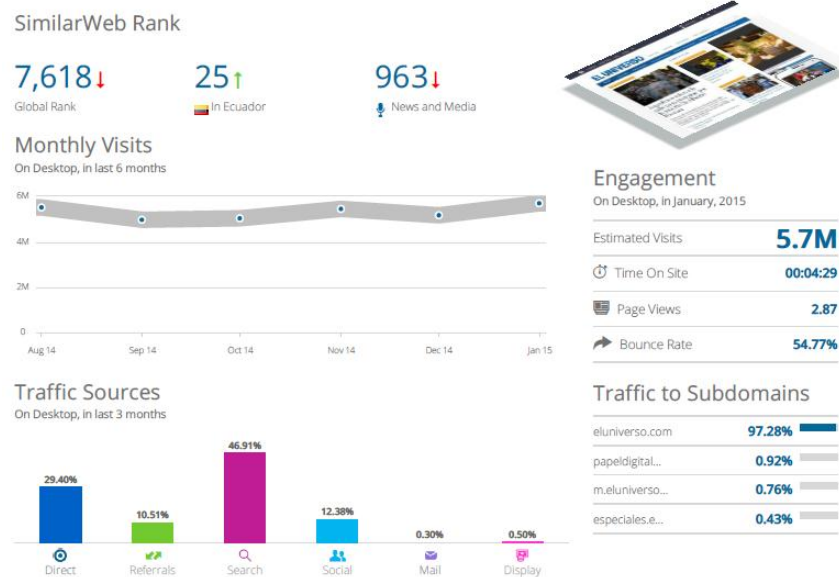 SimilarWeb Rank
7,618↓
Global Rank
25↑
In Ecuador
963↓
News and Media
EL UNIVERSO
Monthly Visits
On Desktop, in last 6 months
6M
4M
2M
0
Aug 14 Sep 14 Oct 14 Nov 14 Dec 14 Jan 15
Engagement
On Desktop, in January, 2015
Estimated Visits 5.7M
Time On Site 00:04:29
Page Views 2.87
Bounce Rate 54.77%
Traffic Sources
On Desktop, in last 3 months
29.40% 10.51% 46.91% 12.38% 0.30% 0.50%
Direct Referrals Search Social Mail Display
Traffic to Subdomains
eluniverso.com 97.28%
papeldigital... 0.92%
m.eluniverso... 0.76%
especiales.e... 0.43%